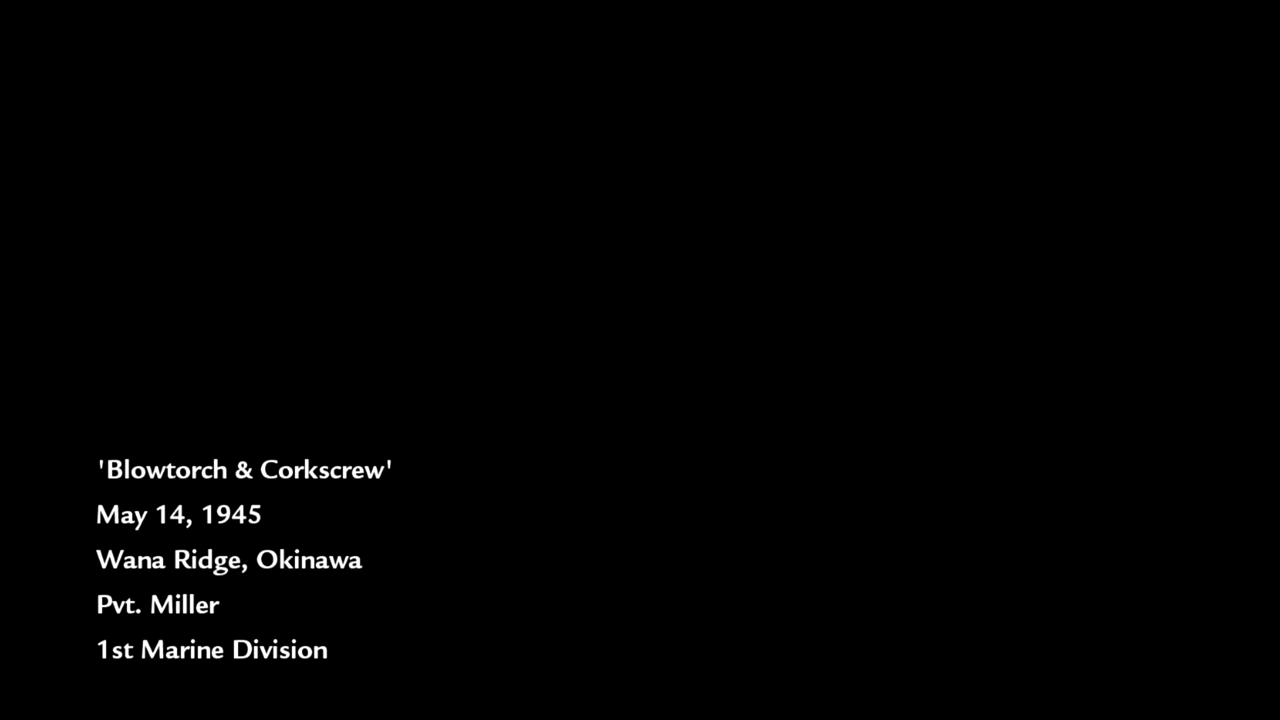 'Blowtorch & Corkscrew'
May 14, 1945
Wana Ridge, Okinawa
Pvt. Miller
1st Marine Division